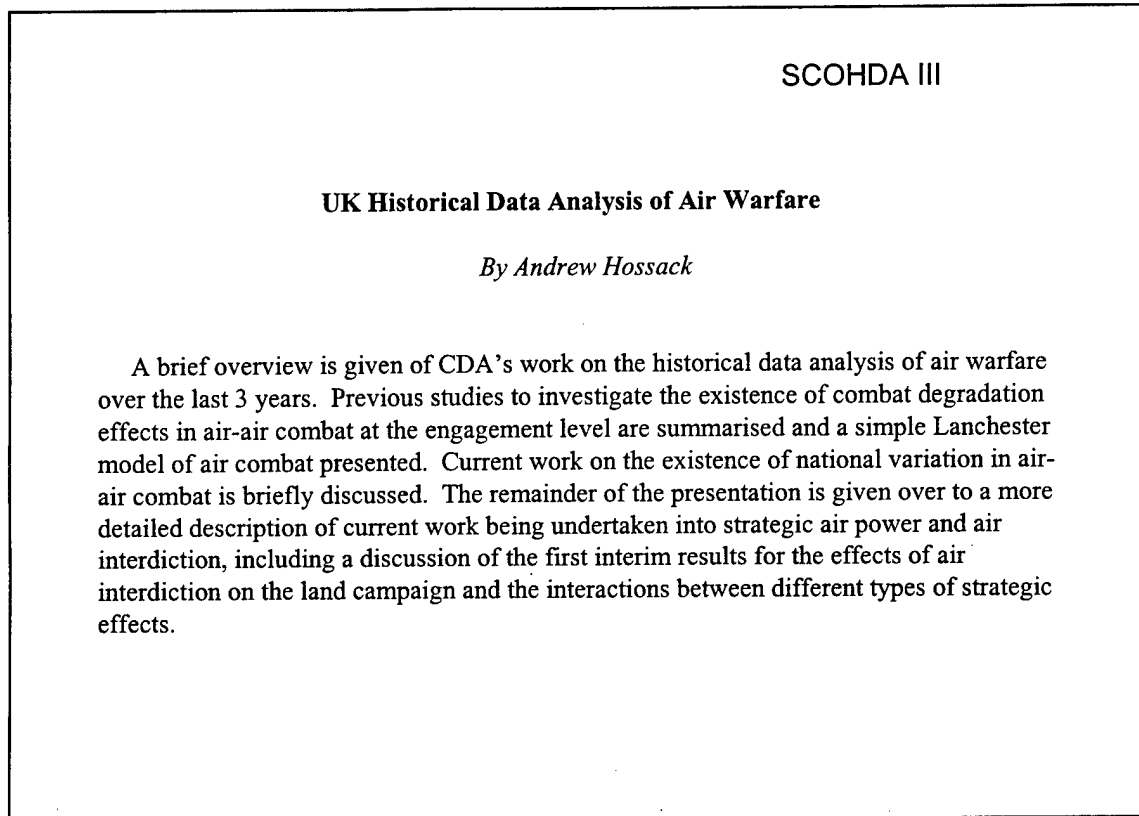 SCOHDA III
UK Historical Data Analysis of Air Warfare
By Andrew Hossack
A brief overview is given of CDA's work on the historical data analysis of air warfare
over the last 3 years. Previous studies to investigate the existence of combat degradation
effects in air-air combat at the engagement level are summarised and a simple Lanchester
model of air combat presented. Current work on the existence of national variation in air-
air combat is briefly discussed. The remainder of the presentation is given over to a more
detailed description of current work being undertaken into strategic air power and air
interdiction, including a discussion of the first interim results for the effects of air
interdiction on the land campaign and the interactions between different types of strategic
effects.